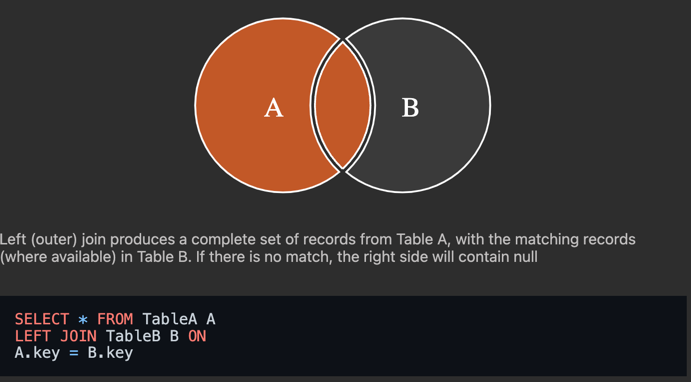 A B
Left (outer) join produces a complete set of records from Table A, with the matching records
(where available) in Table B. If there is no match, the right side will contain null
SELECT * FROM TableA A
LEFT JOIN TableB B ON
A.key = B.key